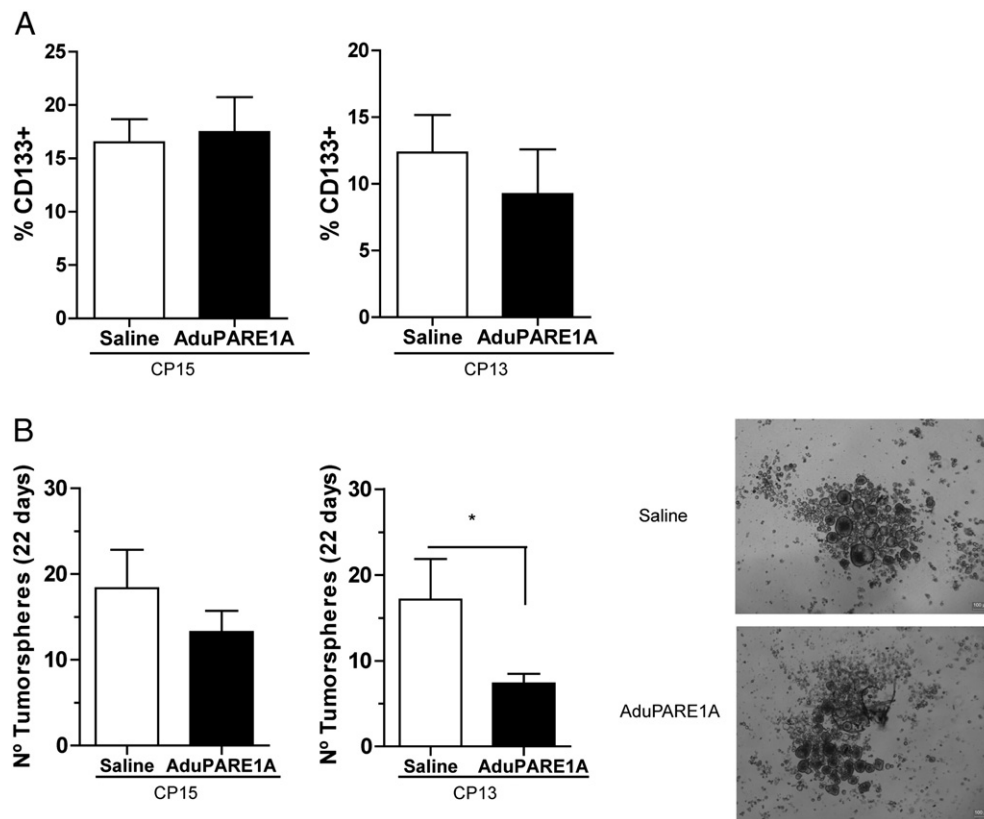 A
% CD133+
25
20
15
10
5
0
Saline AduPARE1A
CP15
% CD133+
20
15
10
5
0
Saline AduPARE1A
CP13
B
Nº Tumorspheres (22 days)
30
20
10
0
Saline AduPARE1A
CP15
Nº Tumorspheres (22 days)
30
20
10
0
*
Saline AduPARE1A
CP13
Saline
AduPARE1A